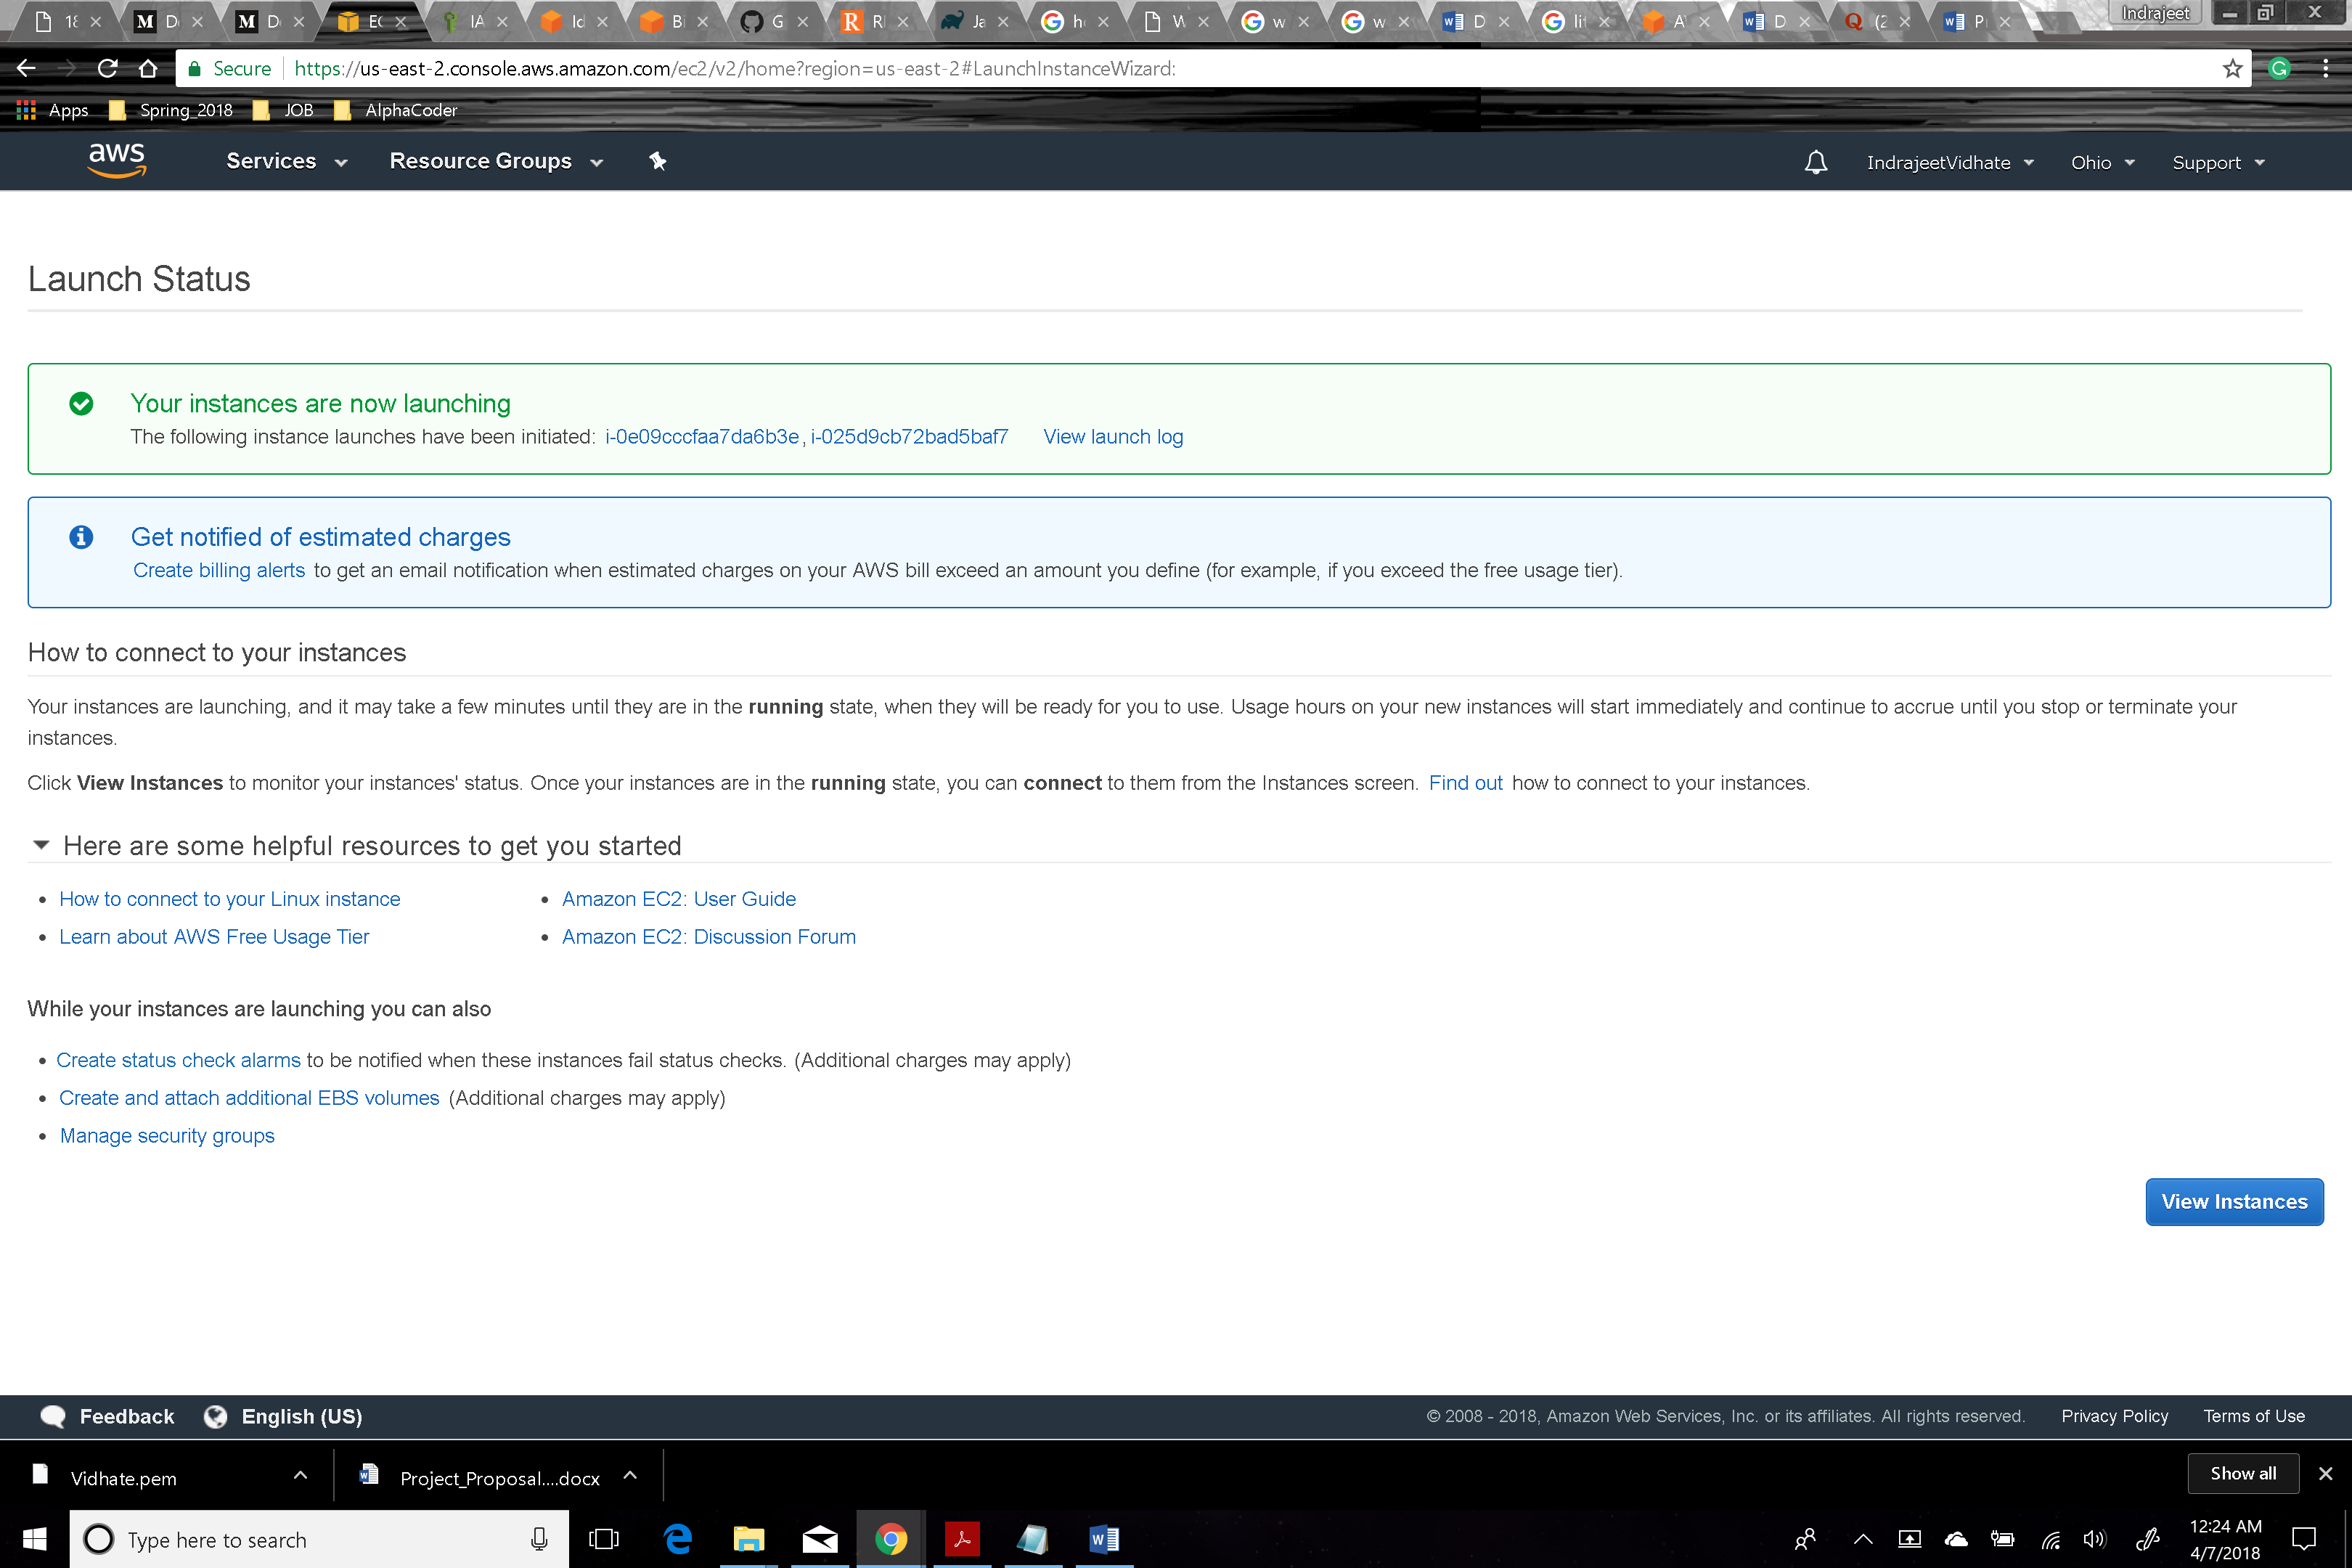 18 D D EC IA Id B G R Ja h W w w D lit A D (2 P Indrajeet
Secure https://us-east-2.console.aws.amazon.com/ec2/v2/home?region=us-east-2#LaunchInstanceWizard:
Apps Spring_2018 JOB AlphaCoder
aws Services Resource Groups IndrajeetVidhate Ohio Support
Launch Status
Your instances are now launching
The following instance launches have been initiated: i-0e09cccfaa7da6b3e, i-025d9cb72bad5baf7 View launch log
Get notified of estimated charges
Create billing alerts to get an email notification when estimated charges on your AWS bill exceed an amount you define (for example, if you exceed the free usage tier).
How to connect to your instances
Your instances are launching, and it may take a few minutes until they are in the running state, when they will be ready for you to use. Usage hours on your new instances will start immediately and continue to accrue until you stop or terminate your
instances.
Click View Instances to monitor your instances' status. Once your instances are in the running state, you can connect to them from the Instances screen. Find out how to connect to your instances.
Here are some helpful resources to get you started
How to connect to your Linux instance
Amazon EC2: User Guide
Learn about AWS Free Usage Tier
Amazon EC2: Discussion Forum
While your instances are launching you can also
Create status check alarms to be notified when these instances fail status checks. (Additional charges may apply)
Create and attach additional EBS volumes (Additional charges may apply)
Manage security groups
View Instances
Feedback English (US) © 2008 - 2018, Amazon Web Services, Inc. or its affiliates. All rights reserved. Privacy Policy Terms of Use
Vidhate.pem Project_Proposal....docx Show all
Type here to search 12:24 AM
4/7/2018